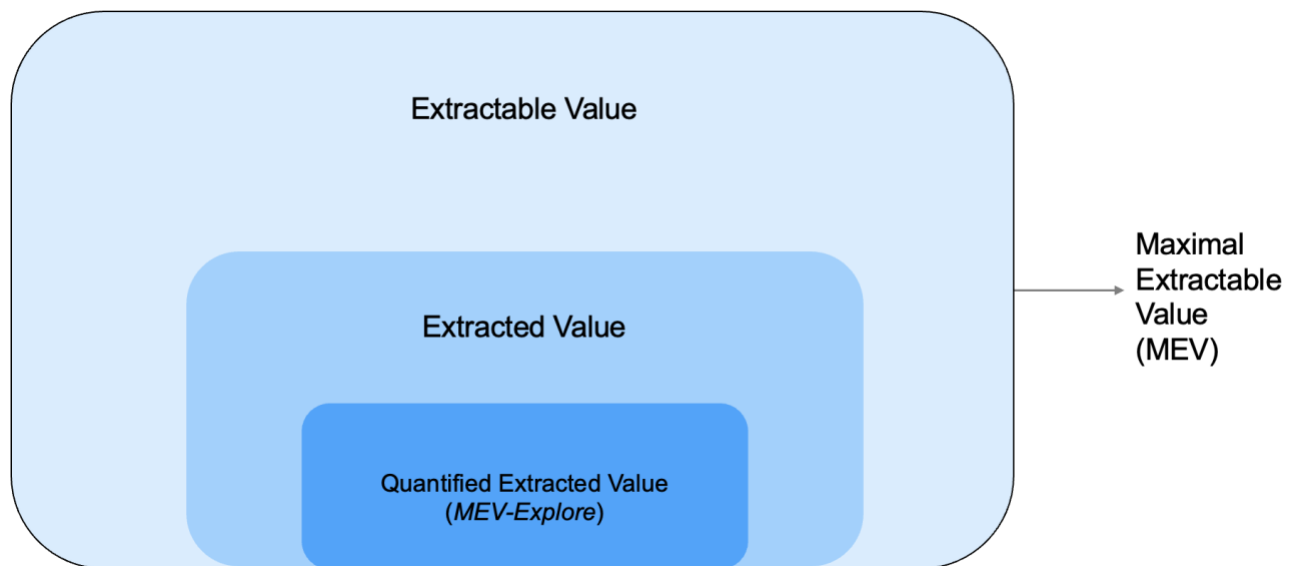 Extractable Value
Extracted Value
Quantified Extracted Value
(MEV-Explore)
Maximal
Extractable
Value
(MEV)